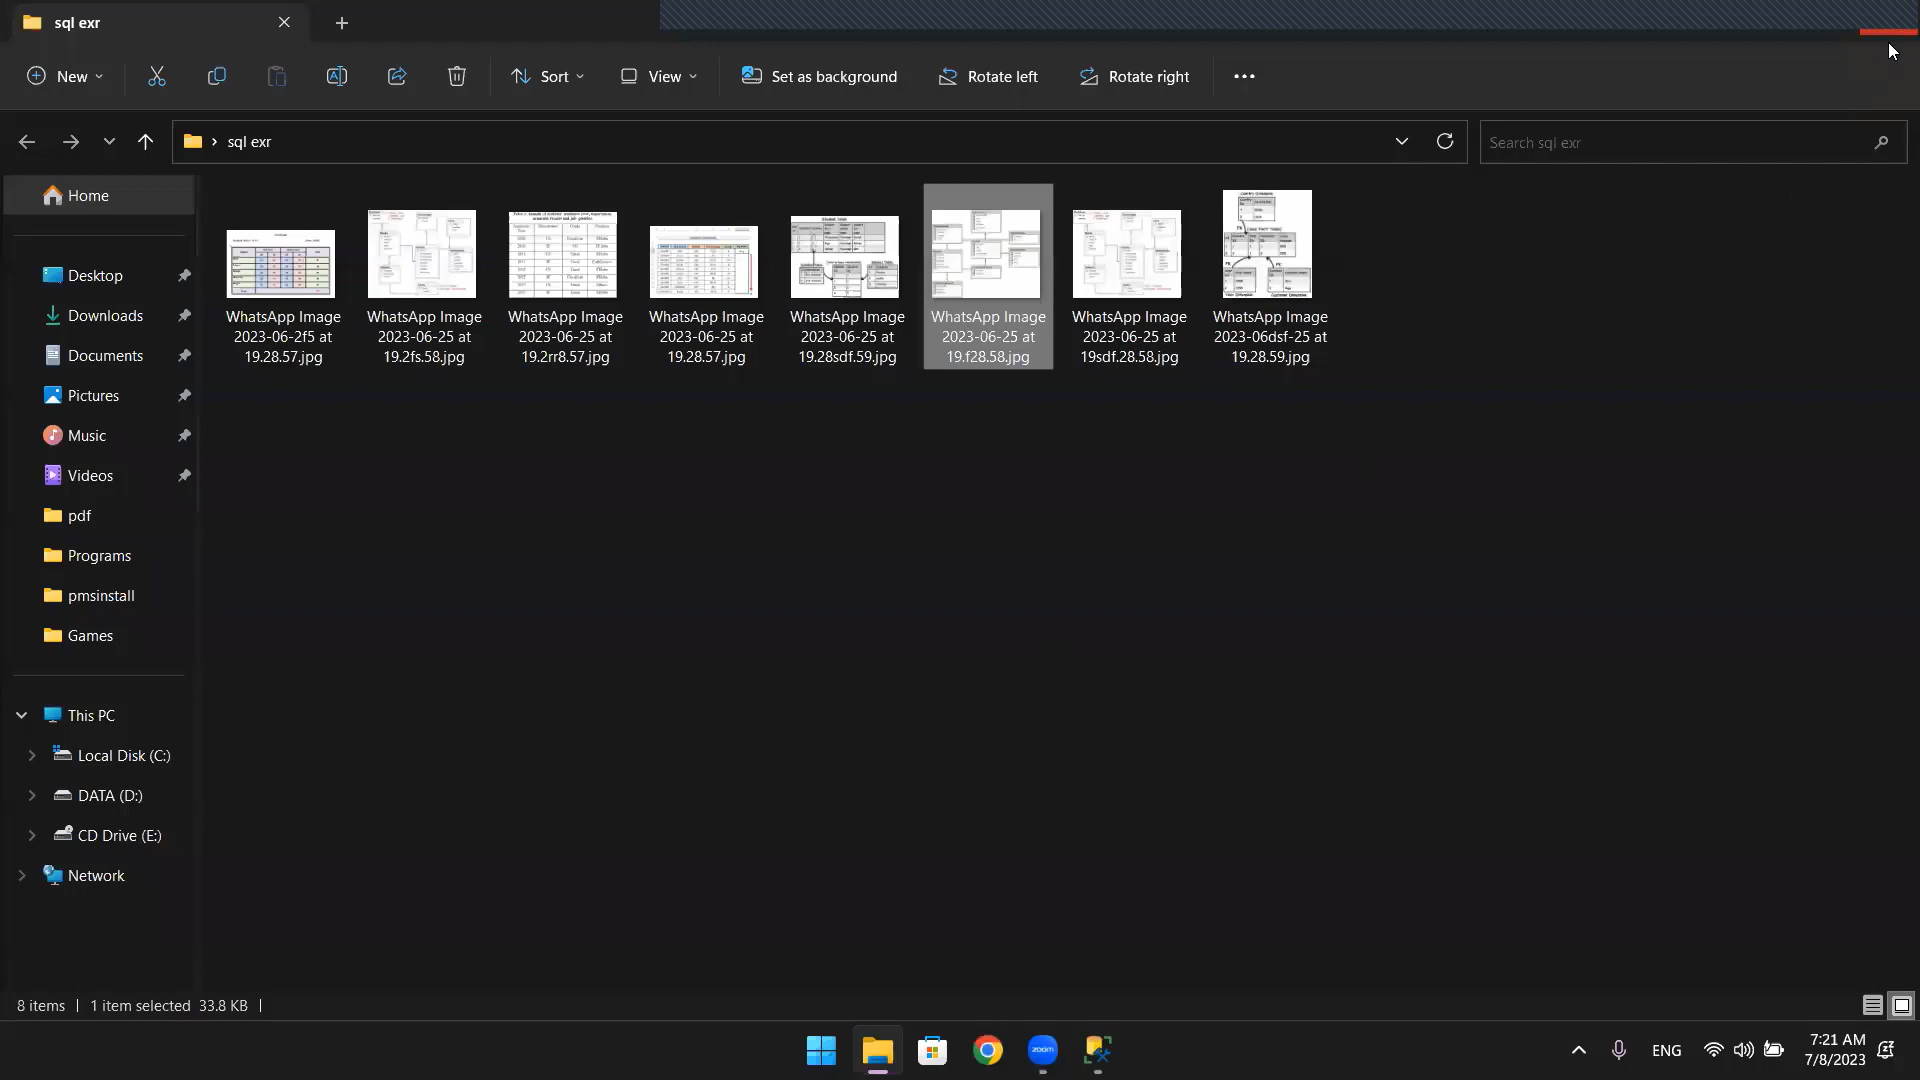 sql exr
New
Sort
View
Set as background
Rotate left
Rotate right
sql exr
Search sql exr
Home
Desktop
Downloads
Documents
Pictures
Music
Videos
pdf
Programs
pmsinstall
Games
This PC
Local Disk (C:)
DATA (D:)
CD Drive (E:)
Network
WhatsApp Image
2023-06-2f5 at
19.28.57.jpg
WhatsApp Image
2023-06-25 at
19.2fs.58.jpg
WhatsApp Image
2023-06-25 at
19.2rr8.57.jpg
WhatsApp Image
2023-06-25 at
19.28.57.jpg
WhatsApp Image
2023-06-25 at
19.28sdf.59.jpg
WhatsApp Image
2023-06-25 at
19.f28.58.jpg
WhatsApp Image
2023-06-25 at
19sdf.28.58.jpg
WhatsApp Image
2023-06dsf-25 at
19.28.59.jpg
8 items
1 item selected 33.8 KB
zoom
ENG
7:21 AM
7/8/2023